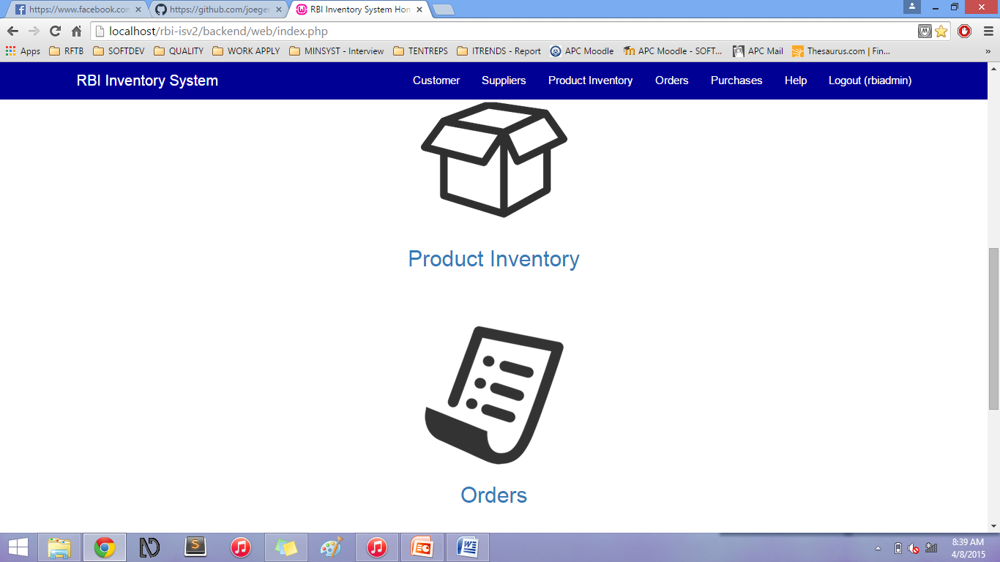 https://www.facebook.com
https://github.com/joege
RBI Inventory System Hom
localhost/rbi-isv2/backend/web/index.php
Apps RFTB SOFTDEV QUALITY WORK APPLY MINSYST - Interview TENTREPS ITRENDS - Report APC Moodle APC Moodle - SOFT... APC Mail Thesaurus.com | Fin... »
RBI Inventory System Customer Suppliers Product Inventory Orders Purchases Help Logout (rbiadmin)
Product Inventory
Orders
8:39 AM
4/8/2015